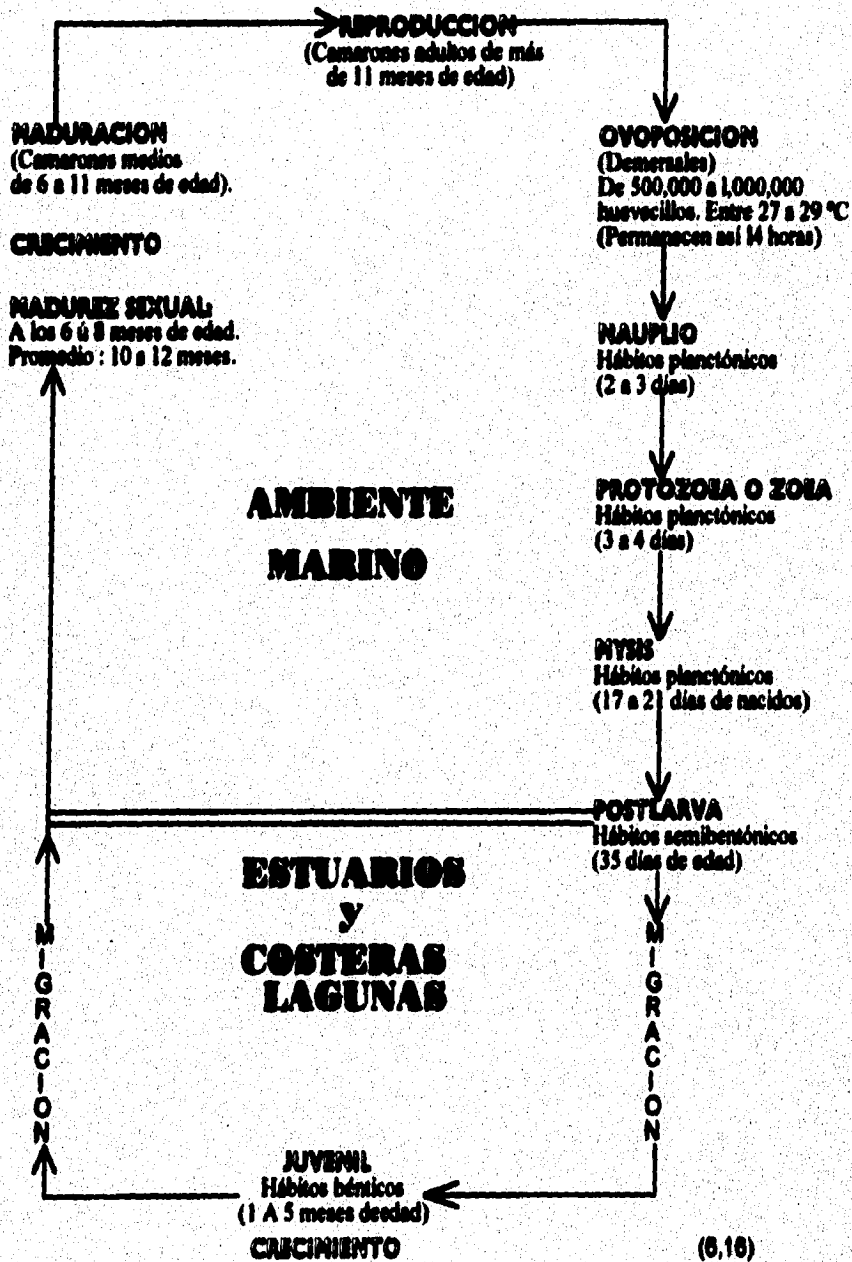 REPRODUCCION
(Camarones adultos de más
de 11 meses de edad)
MADURACION
(Camarones medios
de 6 a 11 meses de edad).
CRECIMIENTO
MADUREZ SEXUAL:
A los 6 ú 8 meses de edad.
Promedio : 10 a 12 meses.
OVOPOSICION
(Demersales)
De 500,000 a 1,000,000
huevecillos. Entre 27 a 29 ºC
(Permanecen así 14 horas)
NAUPLIO
Hábitos planctónicos
(2 a 3 días)
PROTOZOEA O ZOEA
Hábitos planctónicos
(3 a 4 días)
MYSIS
Hábitos planctónicos
(17 a 21 días de nacidos)
POSTLARVA
Hábitos semibentónicos
(35 días de edad)
AMBIENTE
MARINO
ESTUARIOS
y
COSTERAS
LAGUNAS
MIGRACION
MIGRACION
JUVENIL
Hábitos bénticos
(1 A 5 meses deedad)
CRECIMIENTO
(6,16)